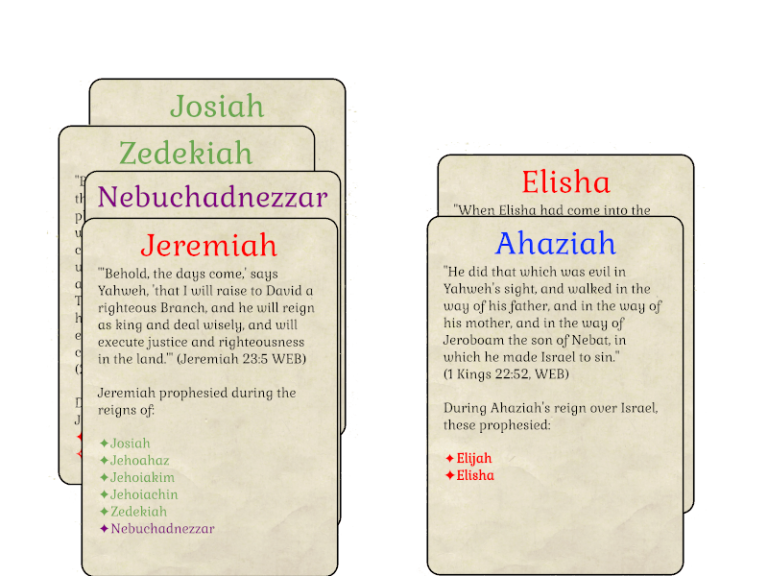 Josiah
Zedekiah
Nebuchadnezzar
Jeremiah
"'Behold, the days come,' says
Yahweh, 'that I will raise to David a
righteous Branch, and he will reign
as king and deal wisely, and will
execute justice and righteousness
in the land.'" (Jeremiah 23:5 WEB)
Jeremiah prophesied during the
reigns of:
✦Josiah
✦Jehoahaz
✦Jehoiakim
✦Jehoiachin
✦Zedekiah
✦Nebuchadnezzar
Elisha
"When Elisha had come into the
Ahaziah
"He did that which was evil in
Yahweh's sight, and walked in the
way of his father, and in the way of
his mother, and in the way of
Jeroboam the son of Nebat, in
which he made Israel to sin."
(1 Kings 22:52, WEB)
During Ahaziah's reign over Israel,
these prophesied:
✦Elijah
✦Elisha